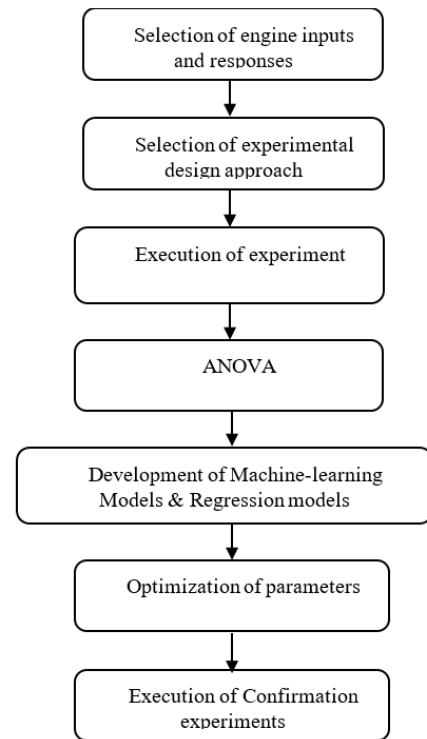 Selection of engine inputs
and responses
Selection of experimental
design approach
Execution of experiment
ANOVA
Development of Machine-learning
Models & Regression models
Optimization of parameters
Execution of Confirmation
experiments